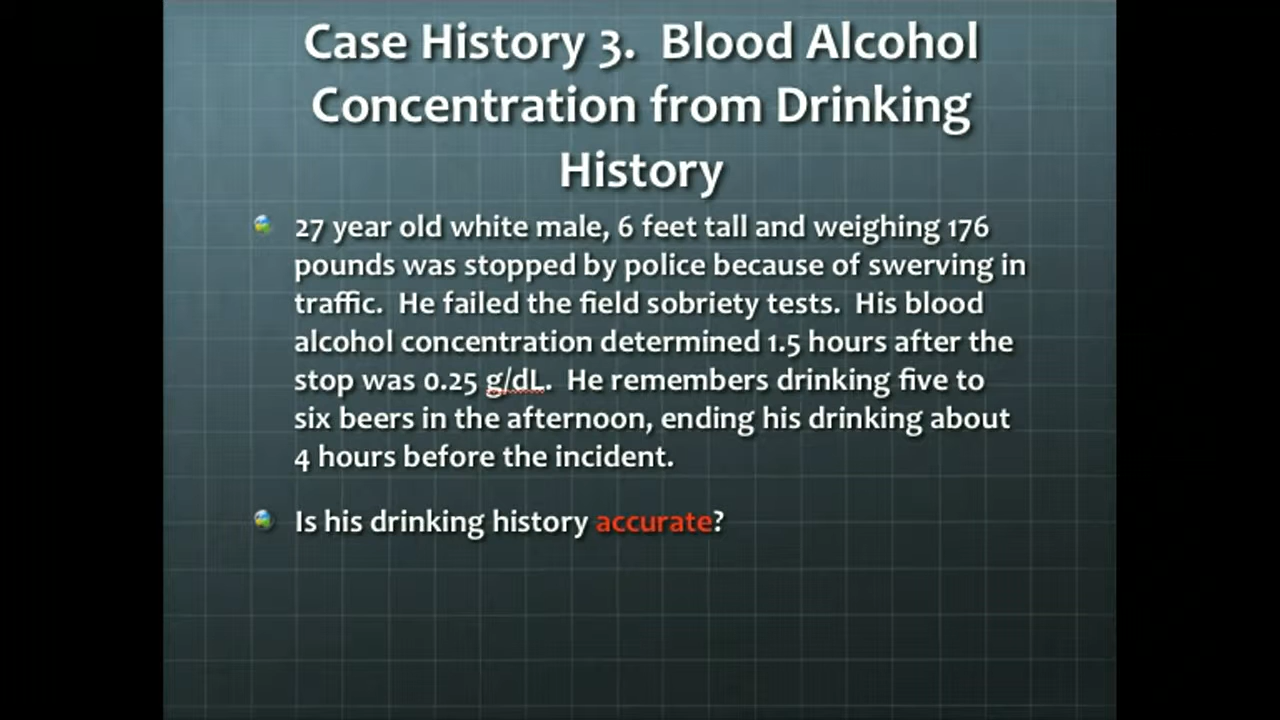 Case History 3.  Blood Alcohol
Concentration from Drinking
History
27 year old white male, 6 feet tall and weighing 176
pounds was stopped by police because of swerving in
traffic.  He failed the field sobriety tests.  His blood
alcohol concentration determined 1.5 hours after the
stop was 0.25 g/dL.  He remembers drinking five to
six beers in the afternoon, ending his drinking about
4 hours before the incident.
Is his drinking history accurate?